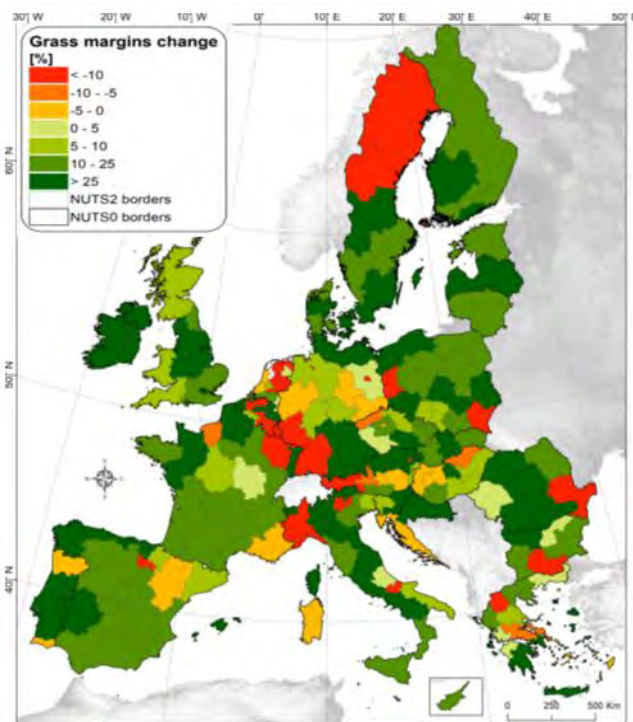 30° W
20° W
10° W
0°
10° E
20° E
30° E
40° E
50° E
Grass margins change
[%]
< -10
-10 - -5
-5 - 0
0 - 5
5 - 10
10 - 25
> 25
NUTS2 borders
NUTS0 borders
60° N
50° N
40° N
0 250 500 Km